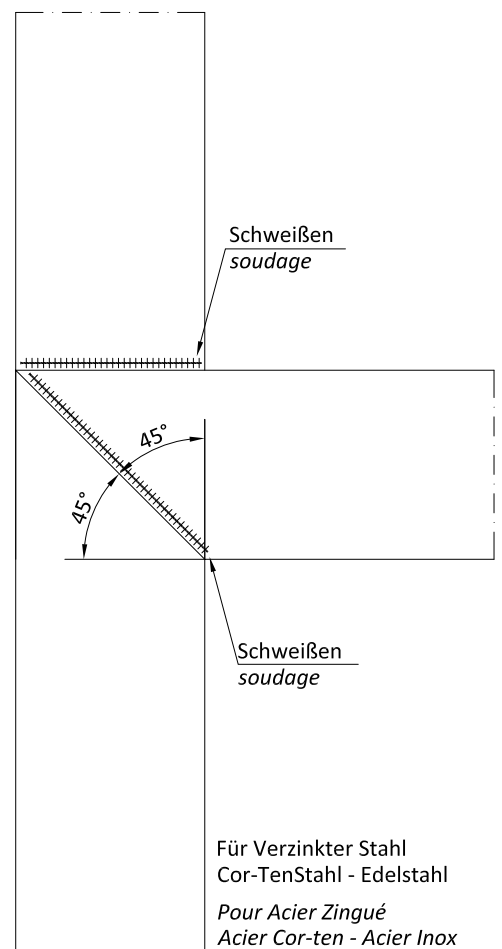 Schweißen
soudage
45°
45°
Schweißen
soudage
Für Verzinkter Stahl
Cor-TenStahl - Edelstahl
Pour Acier Zingué
Acier Cor-ten - Acier Inox